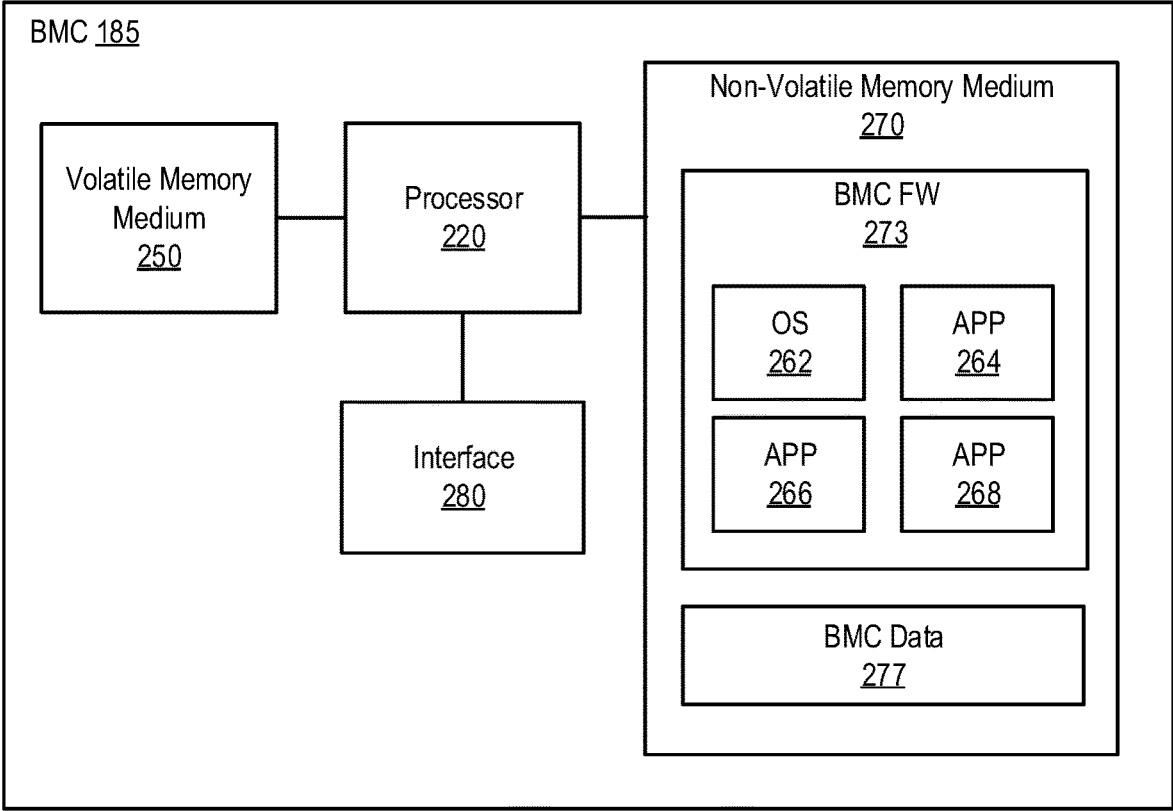 BMC 185
Volatile Memory
Medium
250
Processor
220
Interface
280
Non-Volatile Memory Medium
270
BMC FW
273
OS
262
APP
264
APP
266
APP
268
BMC Data
277